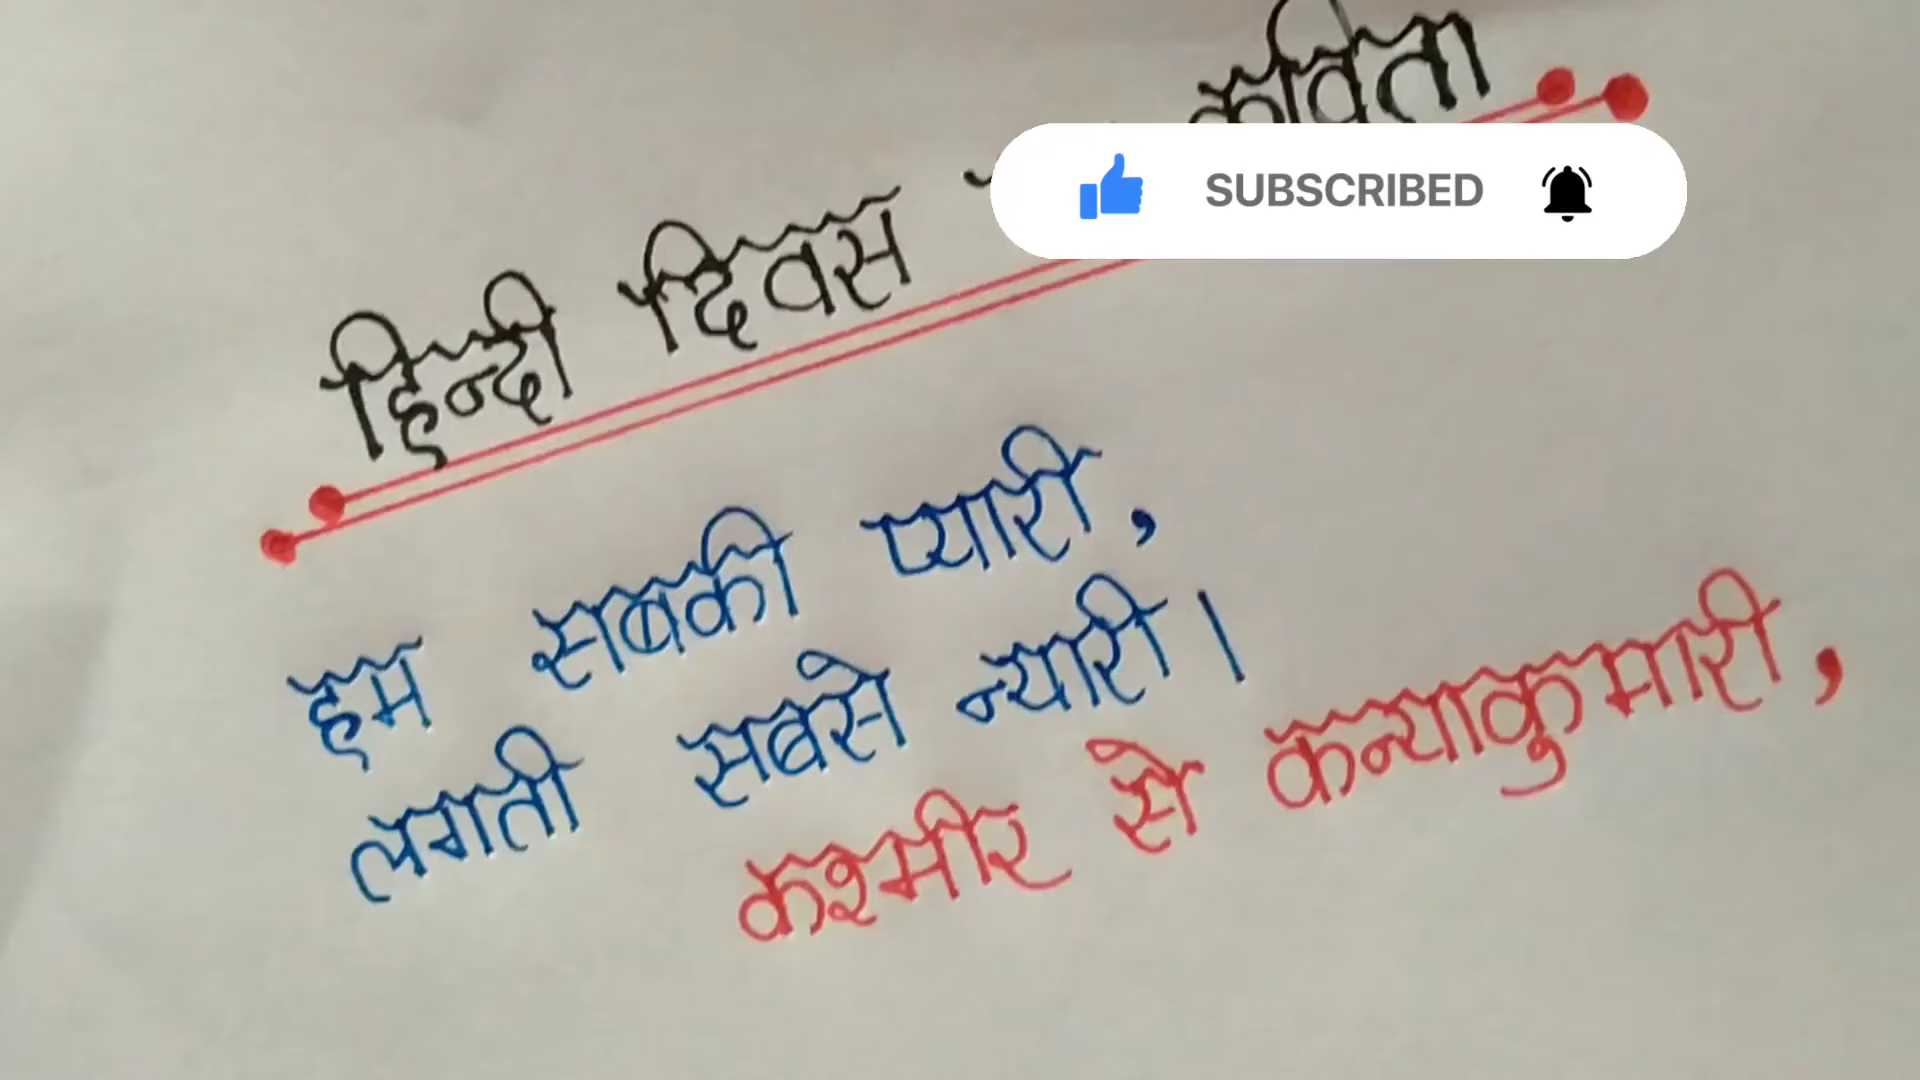 हिन्दी दिवस कविता
SUBSCRIBED
हम सबकी प्यारी,
लगती सबसे न्यारी।
कश्मीर से कन्याकुमारी,